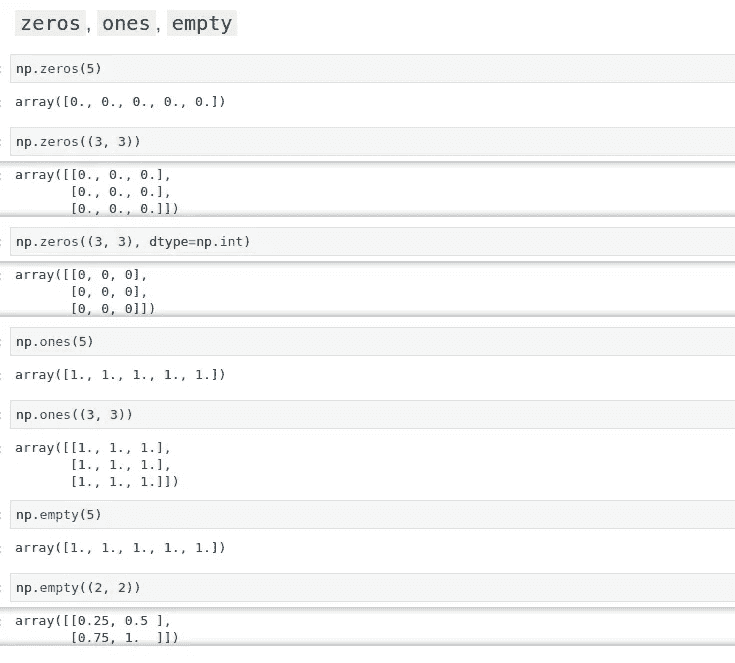 zeros, ones, empty
np.zeros(5)
array([0., 0., 0., 0., 0.])
np.zeros((3, 3))
array([[0., 0., 0.],
       [0., 0., 0.],
       [0., 0., 0.]])
np.zeros((3, 3), dtype=np.int)
array([[0, 0, 0],
       [0, 0, 0],
       [0, 0, 0]])
np.ones(5)
array([1., 1., 1., 1., 1.])
np.ones((3, 3))
array([[1., 1., 1.],
       [1., 1., 1.],
       [1., 1., 1.]])
np.empty(5)
array([1., 1., 1., 1., 1.])
np.empty((2, 2))
array([[0.25, 0.5 ],
       [0.75, 1.  ]])